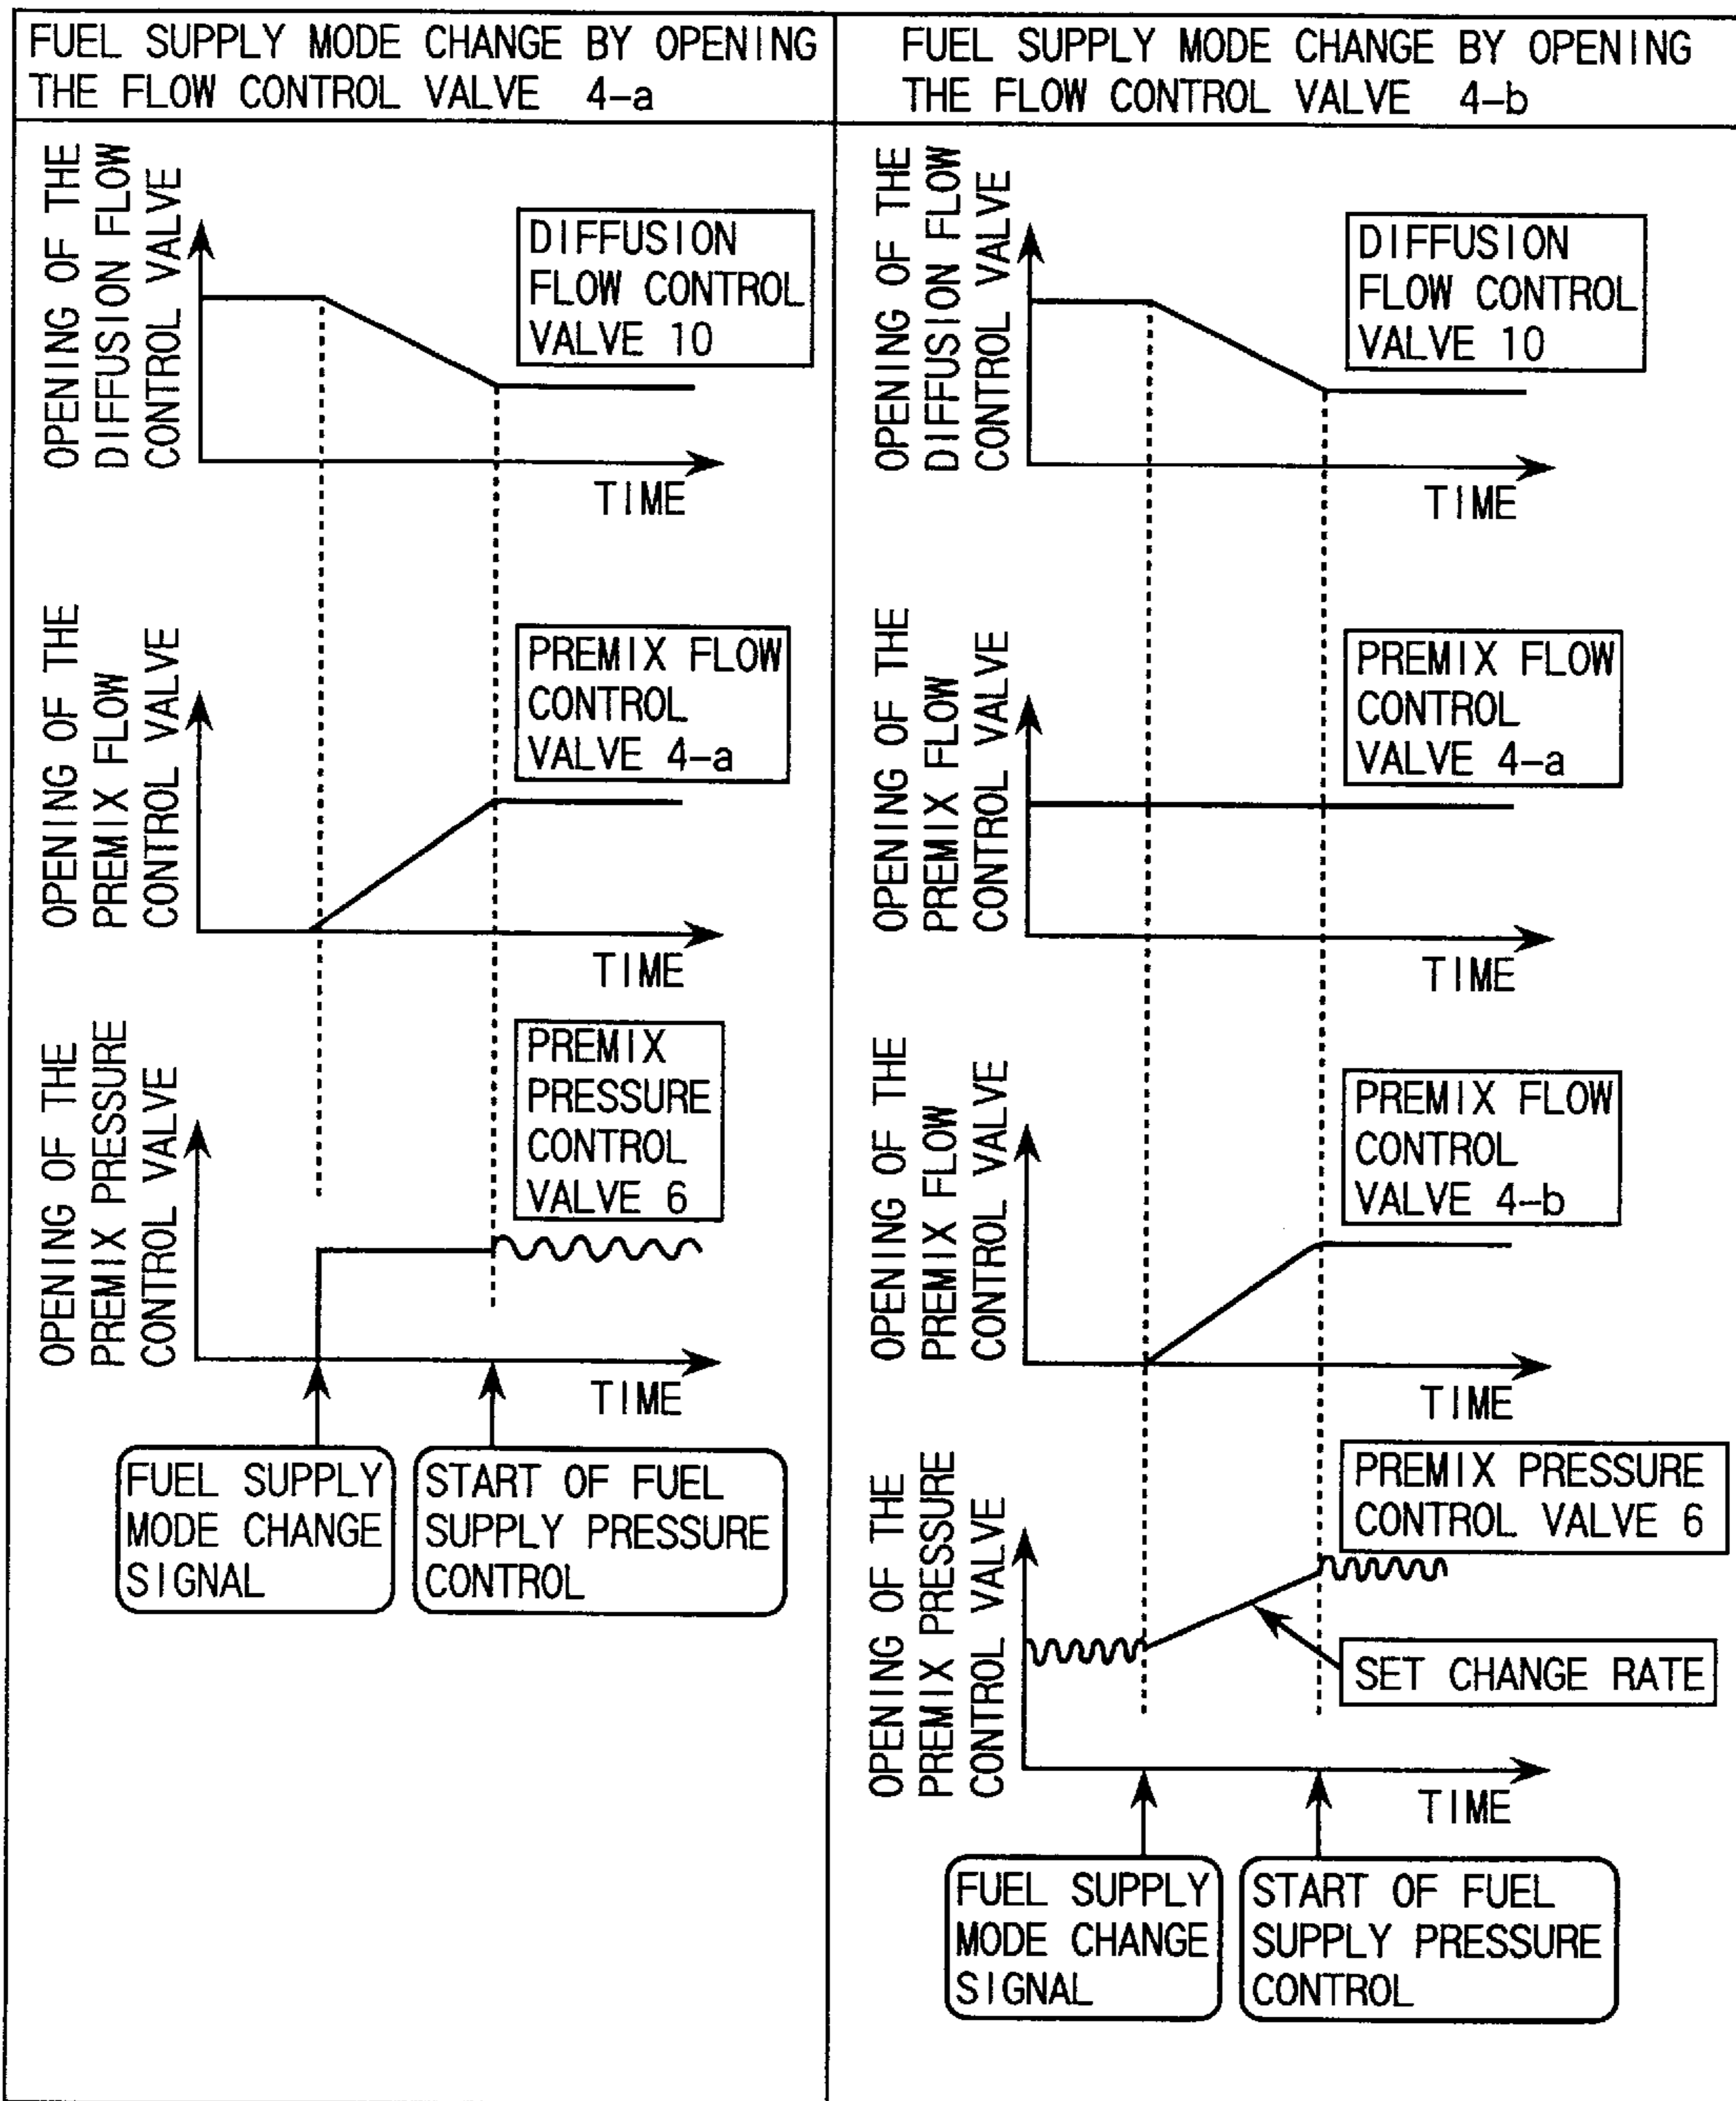 FUEL SUPPLY MODE CHANGE BY OPENING
THE FLOW CONTROL VALVE 4-a
OPENING OF THE
DIFFUSION FLOW
CONTROL VALVE
DIFFUSION
FLOW CONTROL
VALVE 10
TIME
OPENING OF THE
PREMIX FLOW
CONTROL VALVE
PREMIX FLOW
CONTROL
VALVE 4-a
TIME
OPENING OF THE
PREMIX PRESSURE
CONTROL VALVE
PREMIX
PRESSURE
CONTROL
VALVE 6
TIME
FUEL SUPPLY
MODE CHANGE
SIGNAL
START OF FUEL
SUPPLY PRESSURE
CONTROL
FUEL SUPPLY MODE CHANGE BY OPENING
THE FLOW CONTROL VALVE 4-b
OPENING OF THE
DIFFUSION FLOW
CONTROL VALVE
DIFFUSION
FLOW CONTROL
VALVE 10
TIME
OPENING OF THE
PREMIX FLOW
CONTROL VALVE
PREMIX FLOW
CONTROL
VALVE 4-a
TIME
OPENING OF THE
PREMIX FLOW
CONTROL VALVE
PREMIX FLOW
CONTROL
VALVE 4-b
TIME
OPENING OF THE
PREMIX PRESSURE
CONTROL VALVE
PREMIX PRESSURE
CONTROL VALVE 6
SET CHANGE RATE
TIME
FUEL SUPPLY
MODE CHANGE
SIGNAL
START OF FUEL
SUPPLY PRESSURE
CONTROL